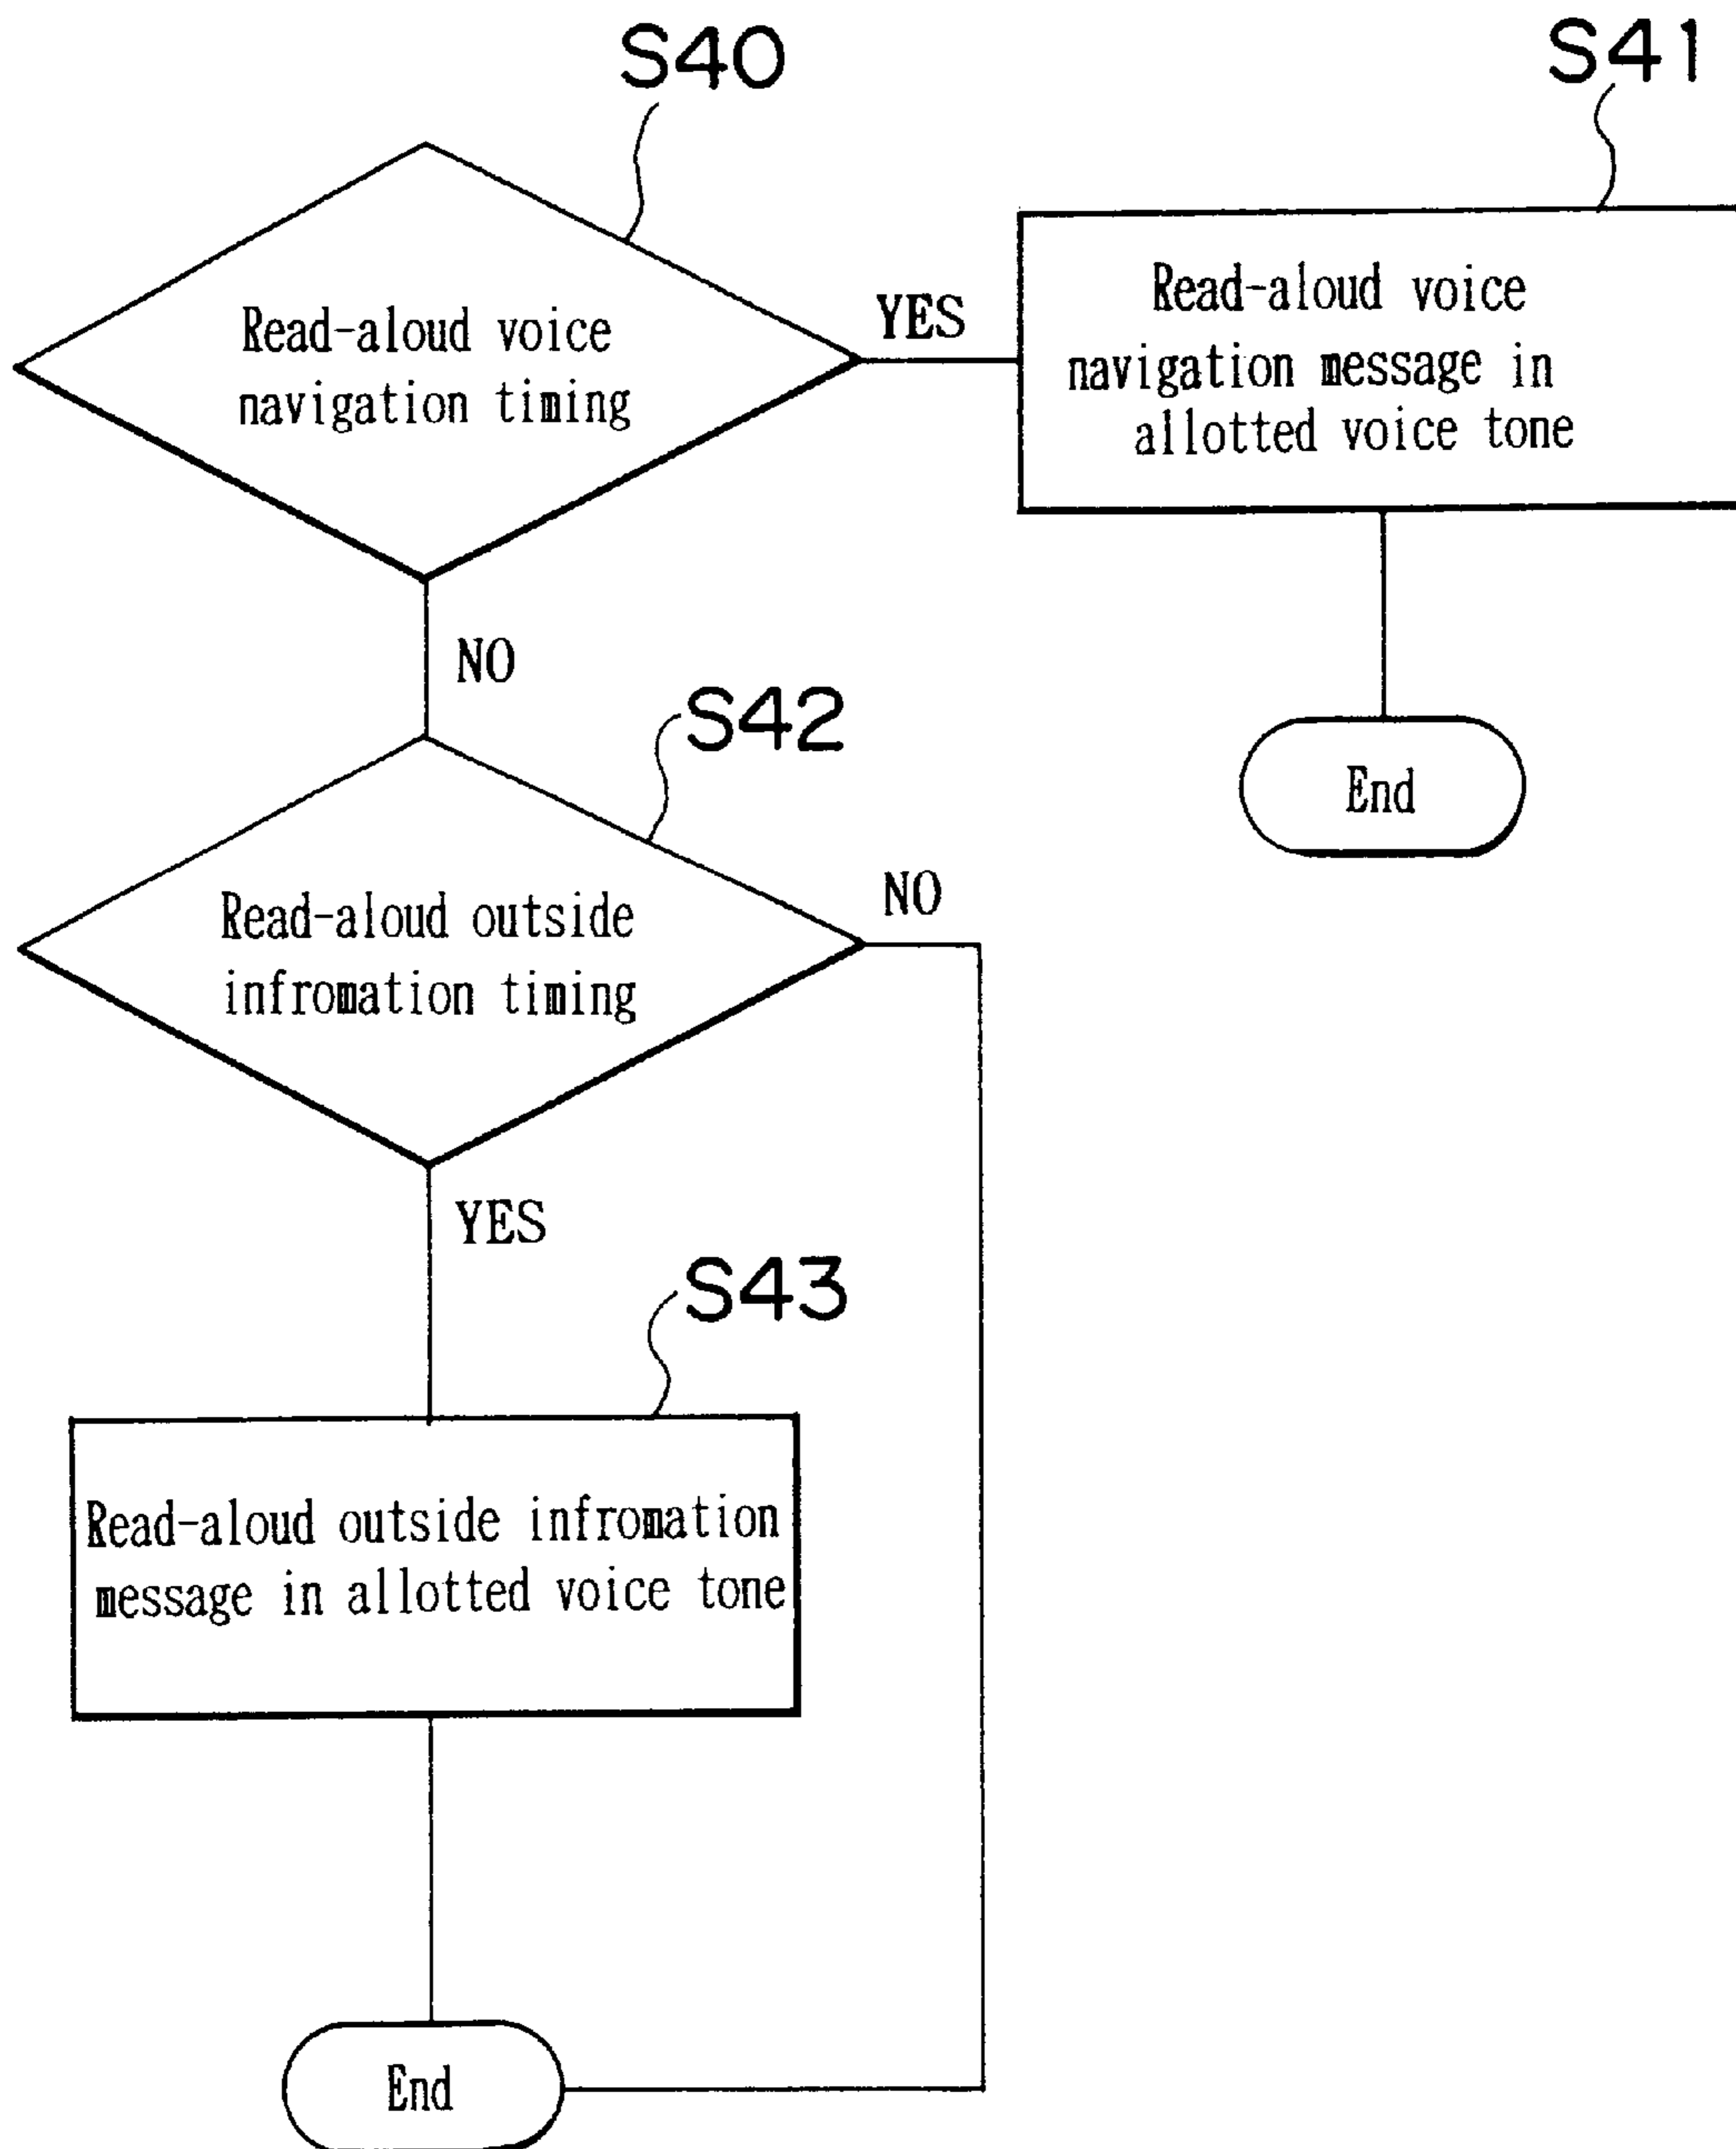 S40
S41
Read-aloud voice
navigation timing
YES
Read-aloud voice
navigation message in
allotted voice tone
NO
End
S42
Read-aloud outside
infromation timing
NO
YES
S43
Read-aloud outside infromation
message in allotted voice tone
End